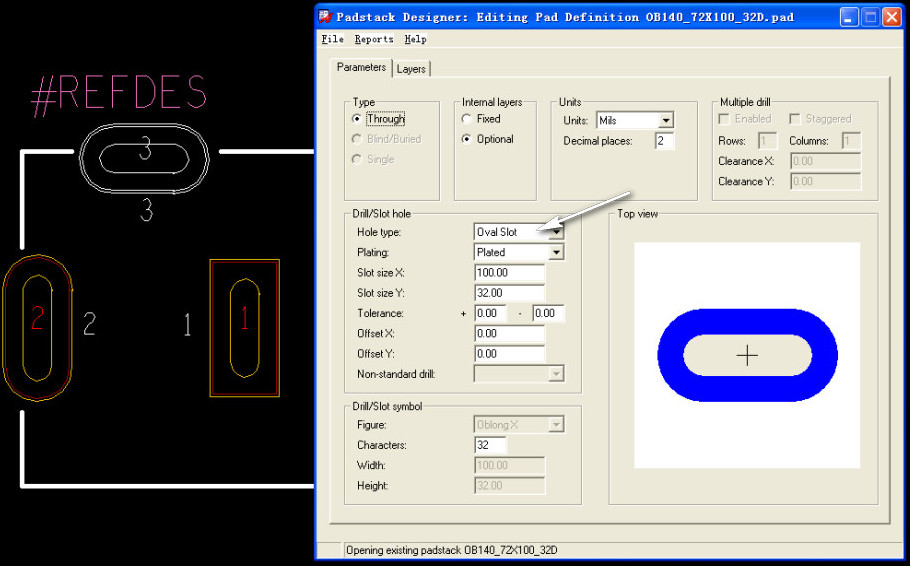 Padstack Designer: Editing Pad Definition OB140_72X100_32D.pad
File Reports Help
Parameters Layers
#REFDES
3
3
2
2
1
1
Type
Through
Blind/Buried
Single
Internal layers
Fixed
Optional
Units
Units: Mils
Decimal places: 2
Multiple drill
Enabled Staggered
Rows: 1 Columns: 1
Clearance X: 0.00
Clearance Y: 0.00
Drill/Slot hole
Hole type: Oval Slot
Plating: Plated
Slot size X: 100.00
Slot size Y: 32.00
Tolerance: + 0.00 - 0.00
Offset X: 0.00
Offset Y: 0.00
Non-standard drill:
Drill/Slot symbol
Figure: Oblong X
Characters: 32
Width: 100.00
Height: 32.00
Top view
Opening existing padstack OB140_72X100_32D